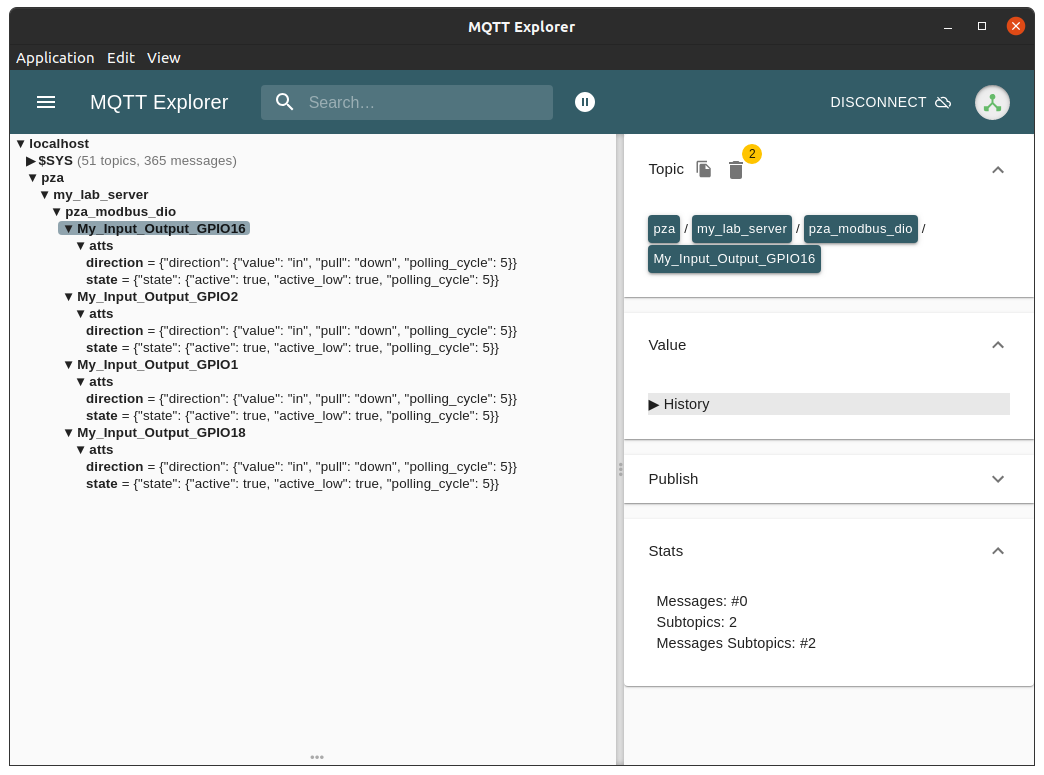 MQTT Explorer
Application Edit View
MQTT Explorer
Search...
DISCONNECT
▼ localhost
▶ $SYS (51 topics, 365 messages)
▼ pza
▼ my_lab_server
▼ pza_modbus_dio
▼ My_Input_Output_GPIO16
▼ atts
direction = {"direction": {"value": "in", "pull": "down", "polling_cycle": 5}}
state = {"state": {"active": true, "active_low": true, "polling_cycle": 5}}
▼ My_Input_Output_GPIO2
▼ atts
direction = {"direction": {"value": "in", "pull": "down", "polling_cycle": 5}}
state = {"state": {"active": true, "active_low": true, "polling_cycle": 5}}
▼ My_Input_Output_GPIO1
▼ atts
direction = {"direction": {"value": "in", "pull": "down", "polling_cycle": 5}}
state = {"state": {"active": true, "active_low": true, "polling_cycle": 5}}
▼ My_Input_Output_GPIO18
▼ atts
direction = {"direction": {"value": "in", "pull": "down", "polling_cycle": 5}}
state = {"state": {"active": true, "active_low": true, "polling_cycle": 5}}
Topic 2
pza / my_lab_server / pza_modbus_dio /
My_Input_Output_GPIO16
Value
▶ History
Publish
Stats
Messages: #0
Subtopics: 2
Messages Subtopics: #2